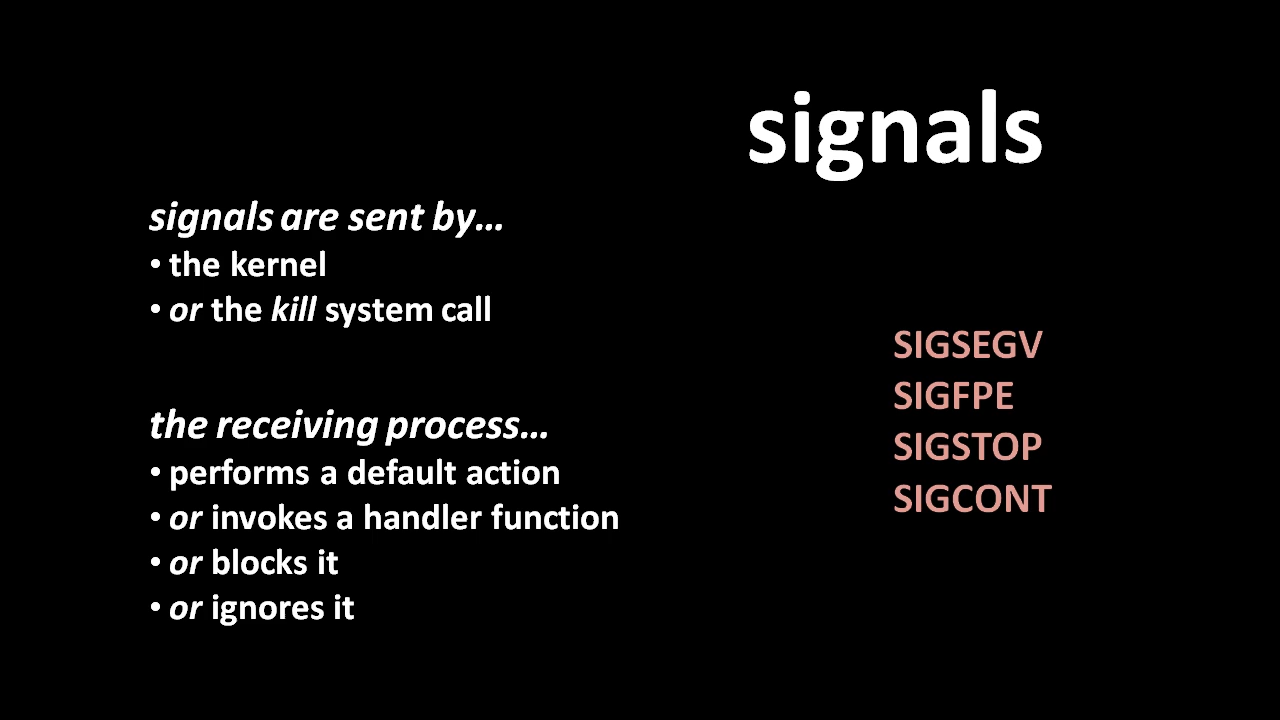 signals
signals are sent by…
• the kernel
• or the kill system call
the receiving process…
• performs a default action
• or invokes a handler function
• or blocks it
• or ignores it
SIGSEGV
SIGFPE
SIGSTOP
SIGCONT